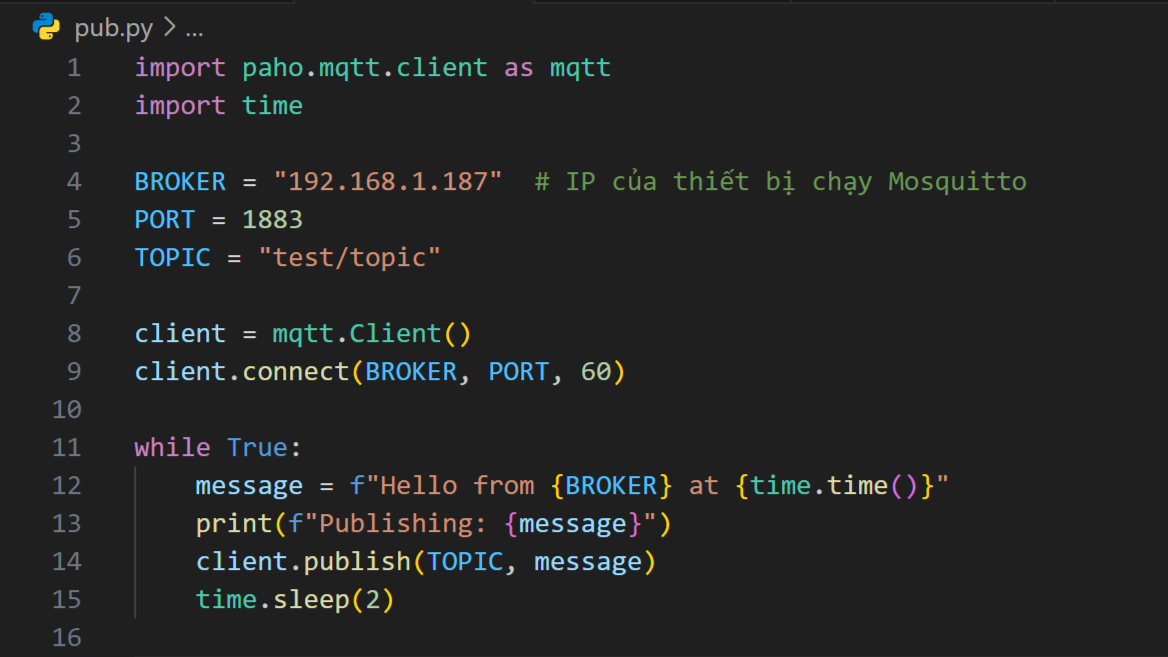 pub.py > ...
1 import paho.mqtt.client as mqtt
2 import time
3
4 BROKER = "192.168.1.187"  # IP của thiết bị chạy Mosquitto
5 PORT = 1883
6 TOPIC = "test/topic"
7
8 client = mqtt.Client()
9 client.connect(BROKER, PORT, 60)
10
11 while True:
12     message = f"Hello from {BROKER} at {time.time()}"
13     print(f"Publishing: {message}")
14     client.publish(TOPIC, message)
15     time.sleep(2)
16